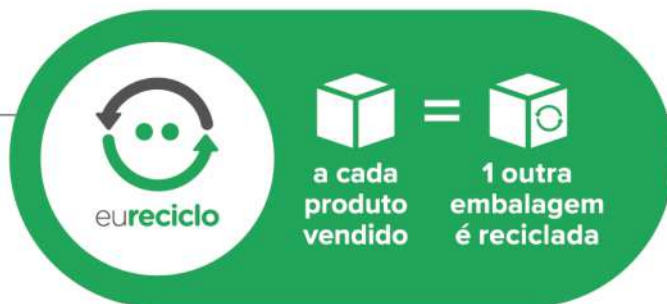 eureciclo
a cada
produto
vendido
=
1 outra
embalagem
é reciclada